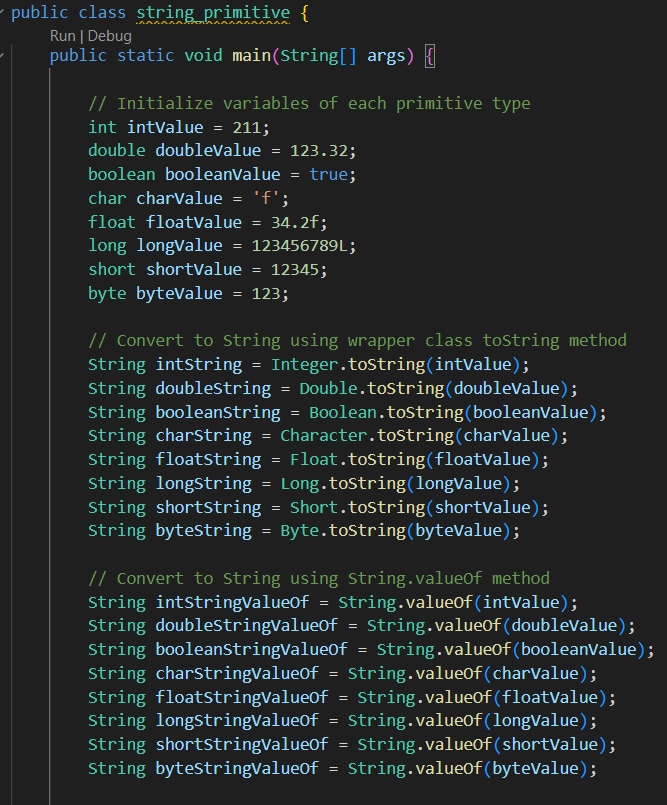 public class string_primitive {
Run | Debug
public static void main(String[] args) {
// Initialize variables of each primitive type
int intValue = 211;
double doubleValue = 123.32;
boolean booleanValue = true;
char charValue = 'f';
float floatValue = 34.2f;
long longValue = 123456789L;
short shortValue = 12345;
byte byteValue = 123;
// Convert to String using wrapper class toString method
String intString = Integer.toString(intValue);
String doubleString = Double.toString(doubleValue);
String booleanString = Boolean.toString(booleanValue);
String charString = Character.toString(charValue);
String floatString = Float.toString(floatValue);
String longString = Long.toString(longValue);
String shortString = Short.toString(shortValue);
String byteString = Byte.toString(byteValue);
// Convert to String using String.valueOf method
String intStringValueOf = String.valueOf(intValue);
String doubleStringValueOf = String.valueOf(doubleValue);
String booleanStringValueOf = String.valueOf(booleanValue);
String charStringValueOf = String.valueOf(charValue);
String floatStringValueOf = String.valueOf(floatValue);
String longStringValueOf = String.valueOf(longValue);
String shortStringValueOf = String.valueOf(shortValue);
String byteStringValueOf = String.valueOf(byteValue);